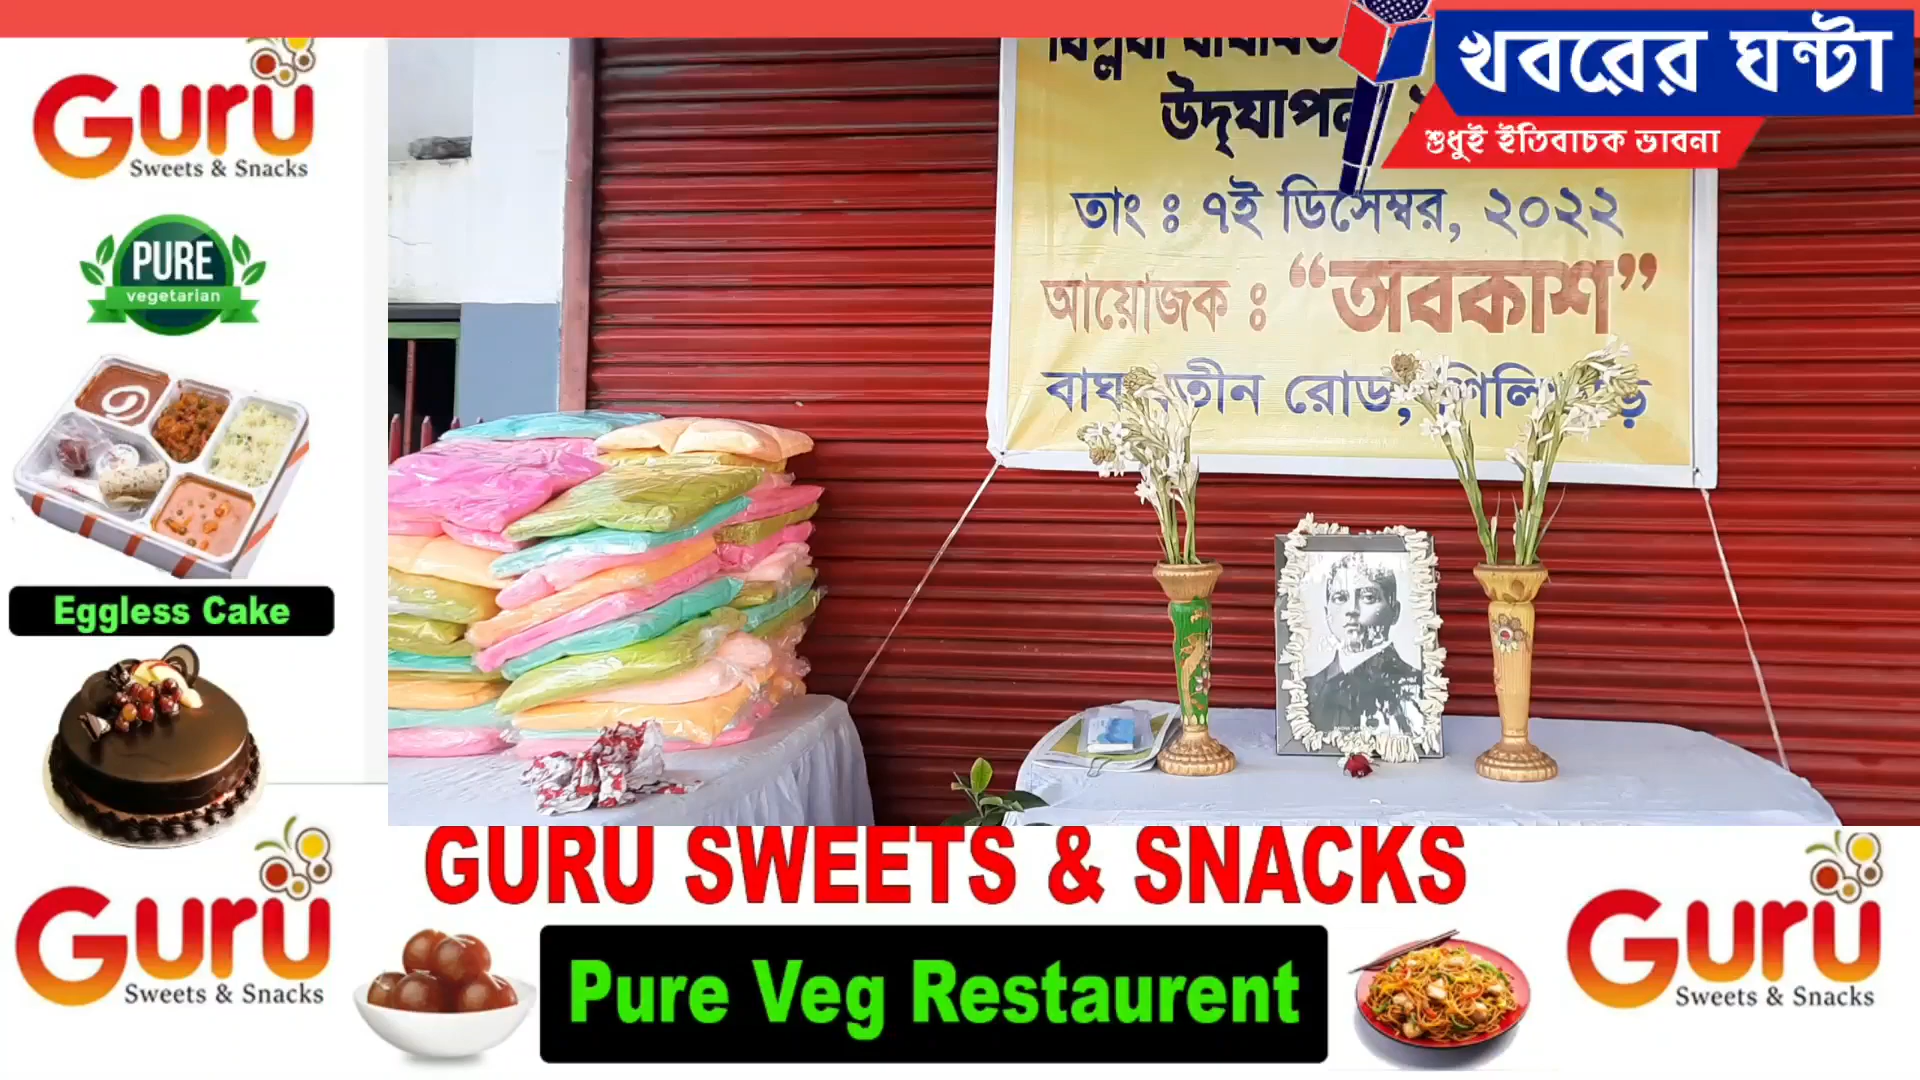 খবরের ঘন্টা
শুধুই ইতিবাচক ভাবনা
Guru
Sweets & Snacks
PURE
vegetarian
Eggless Cake
উদ্‌যাপন
তাং ঃ ৭ই ডিসেম্বর, ২০২২
আয়োজক ঃ "অবকাশ"
রোড,
GURU SWEETS & SNACKS
Guru
Sweets & Snacks
Pure Veg Restaurent
Guru
Sweets & Snacks